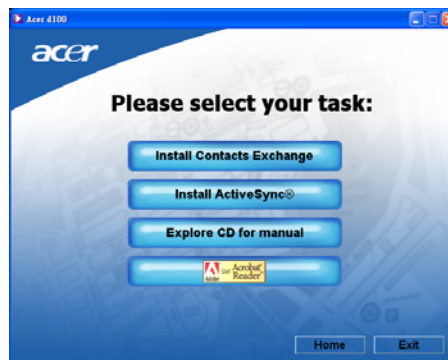 Acer d100
acer
Please select your task:
Install Contacts Exchange
Install ActiveSync®
Explore CD for manual
Adobe Get Acrobat Reader
Home Exit